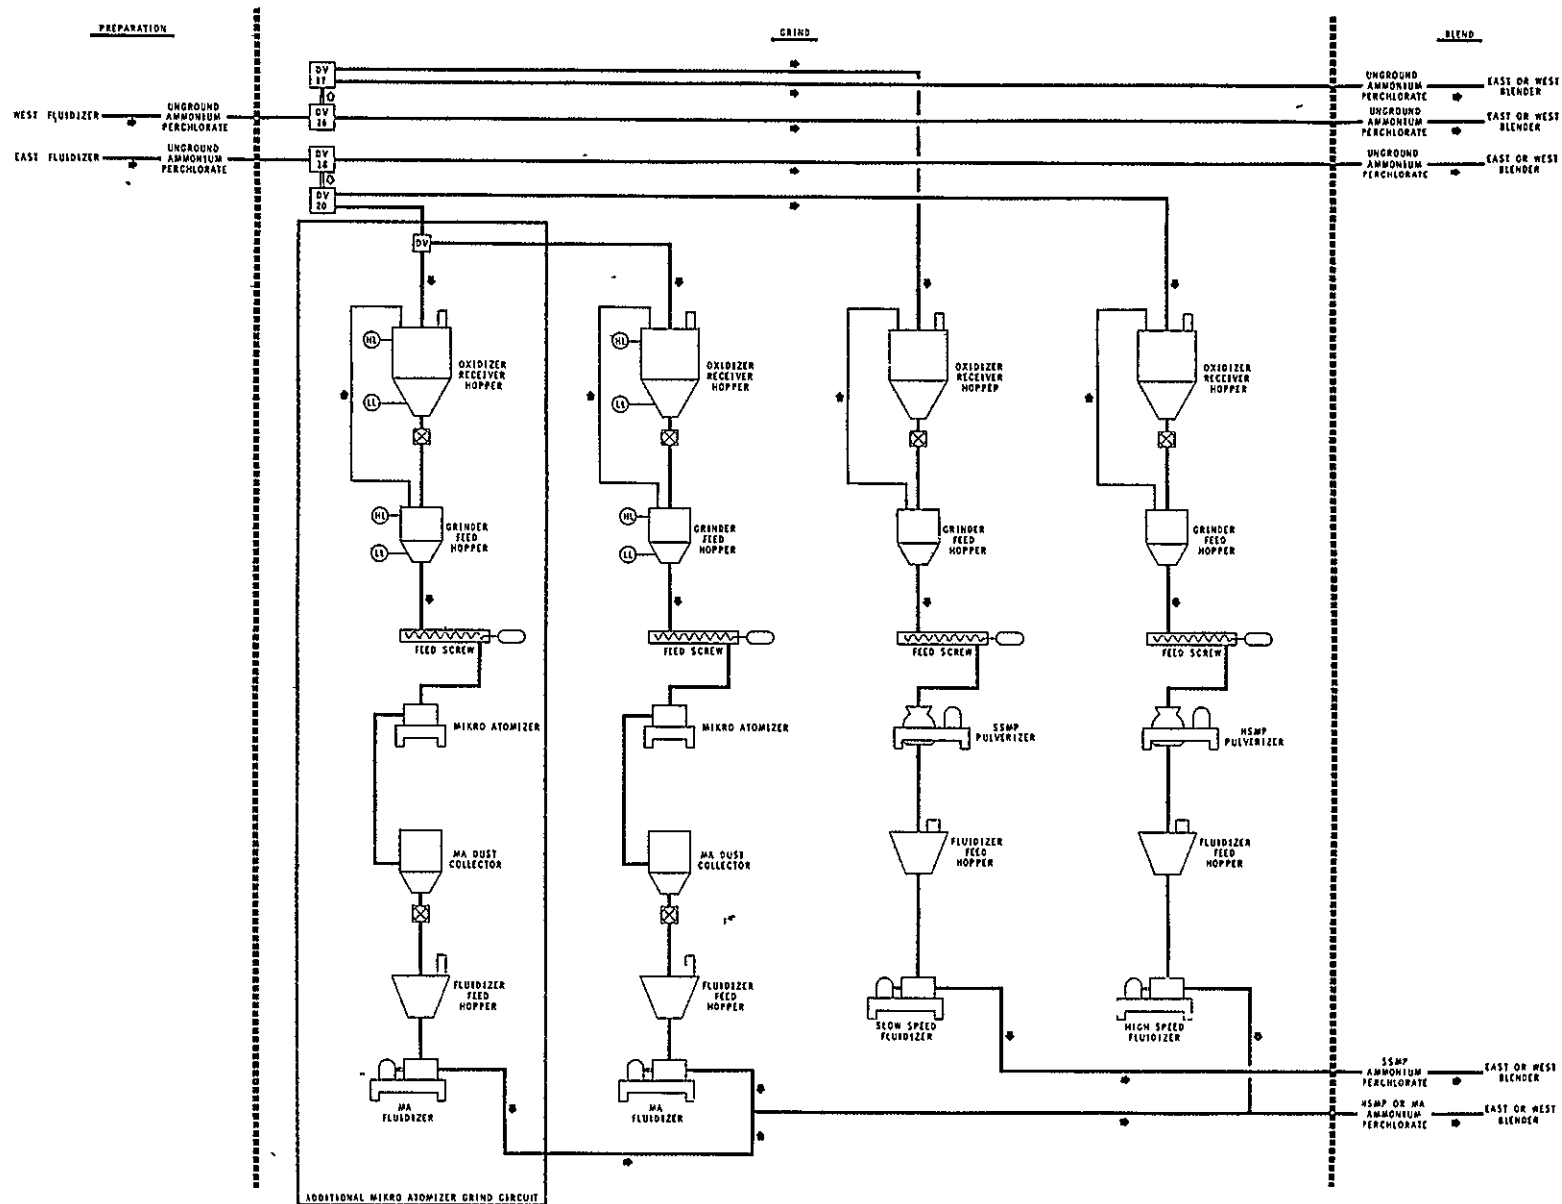 PREPARATION
GRIND
BLEND
DV
17
UNGROUND
AMMONIUM
PERCHLORATE
EAST OR WEST
BLENDER
WEST FLUIDIZER
UNGROUND
AMMONIUM
PERCHLORATE
DV
UNGROUND
AMMONIUM
PERCHLORATE
EAST OR WEST
BLENDER
EAST FLUIDIZER
UNGROUND
AMMONIUM
PERCHLORATE
DV
UNGROUND
AMMONIUM
PERCHLORATE
EAST OR WEST
BLENDER
DV
20
DV
HL
LL
OXIDIZER
RECEIVER
HOPPER
HL
LL
OXIDIZER
RECEIVER
HOPPER
OXIDIZER
RECEIVER
HOPPER
OXIDIZER
RECEIVER
HOPPER
HL
LL
GRINDER
FEED
HOPPER
HL
LL
GRINDER
FEED
HOPPER
GRINDER
FEED
HOPPER
GRINDER
FEED
HOPPER
FEED SCREW
FEED SCREW
FEED SCREW
FEED SCREW
MIKRO ATOMIZER
MIKRO ATOMIZER
SSMP
PULVERIZER
HSMP
PULVERIZER
MA DUST
COLLECTOR
MA DUST
COLLECTOR
FLUIDIZER
FEED
HOPPER
FLUIDIZER
FEED
HOPPER
FLUIDIZER
FEED
HOPPER
FLUIDIZER
FEED
HOPPER
SLOW SPEED
FLUIDIZER
HIGH SPEED
FLUIDIZER
MA
FLUIDIZER
MA
FLUIDIZER
SSMP
AMMONIUM
PERCHLORATE
EAST OR WEST
BLENDER
HSMP OR MA
AMMONIUM
PERCHLORATE
EAST OR WEST
BLENDER
ADDITIONAL MIKRO ATOMIZER GRIND CIRCUIT